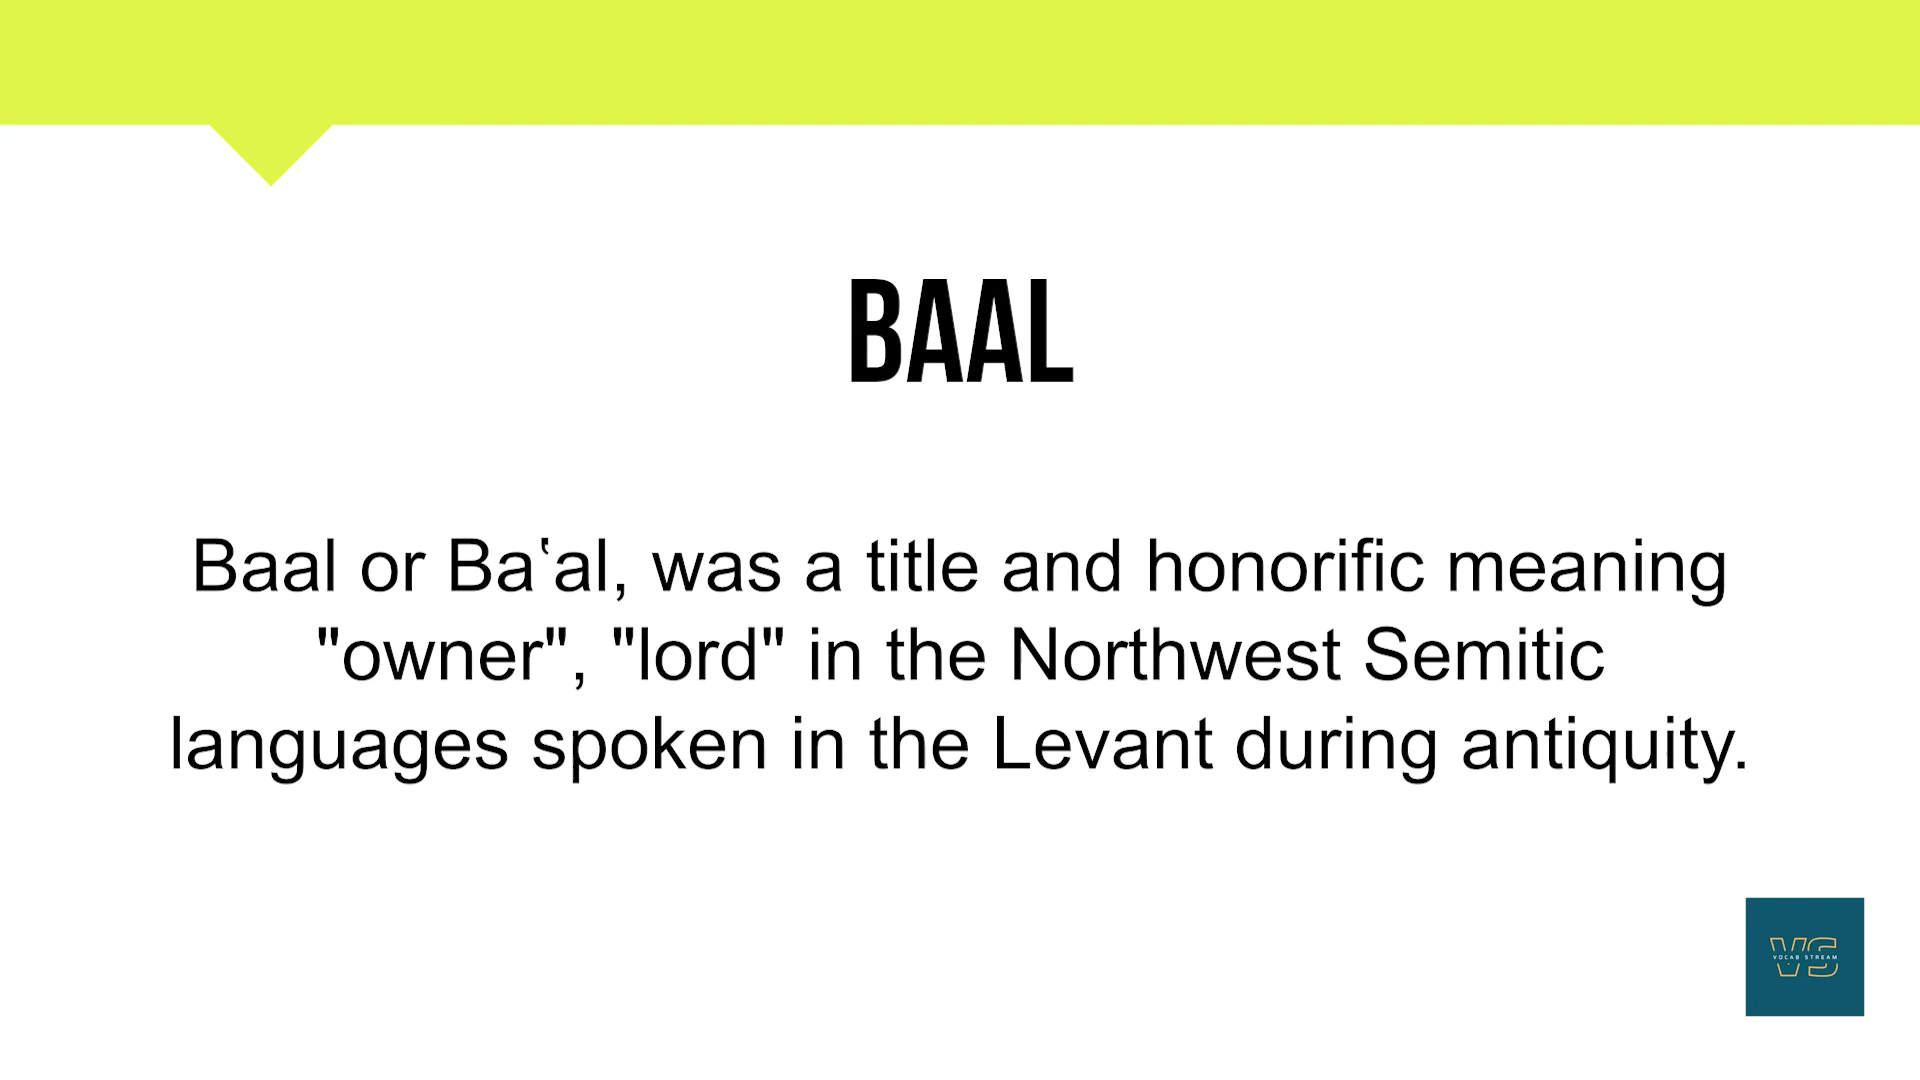 BAAL
Baal or Baʽal, was a title and honorific meaning
"owner", "lord" in the Northwest Semitic
languages spoken in the Levant during antiquity.
VS
VOCAB STREAM